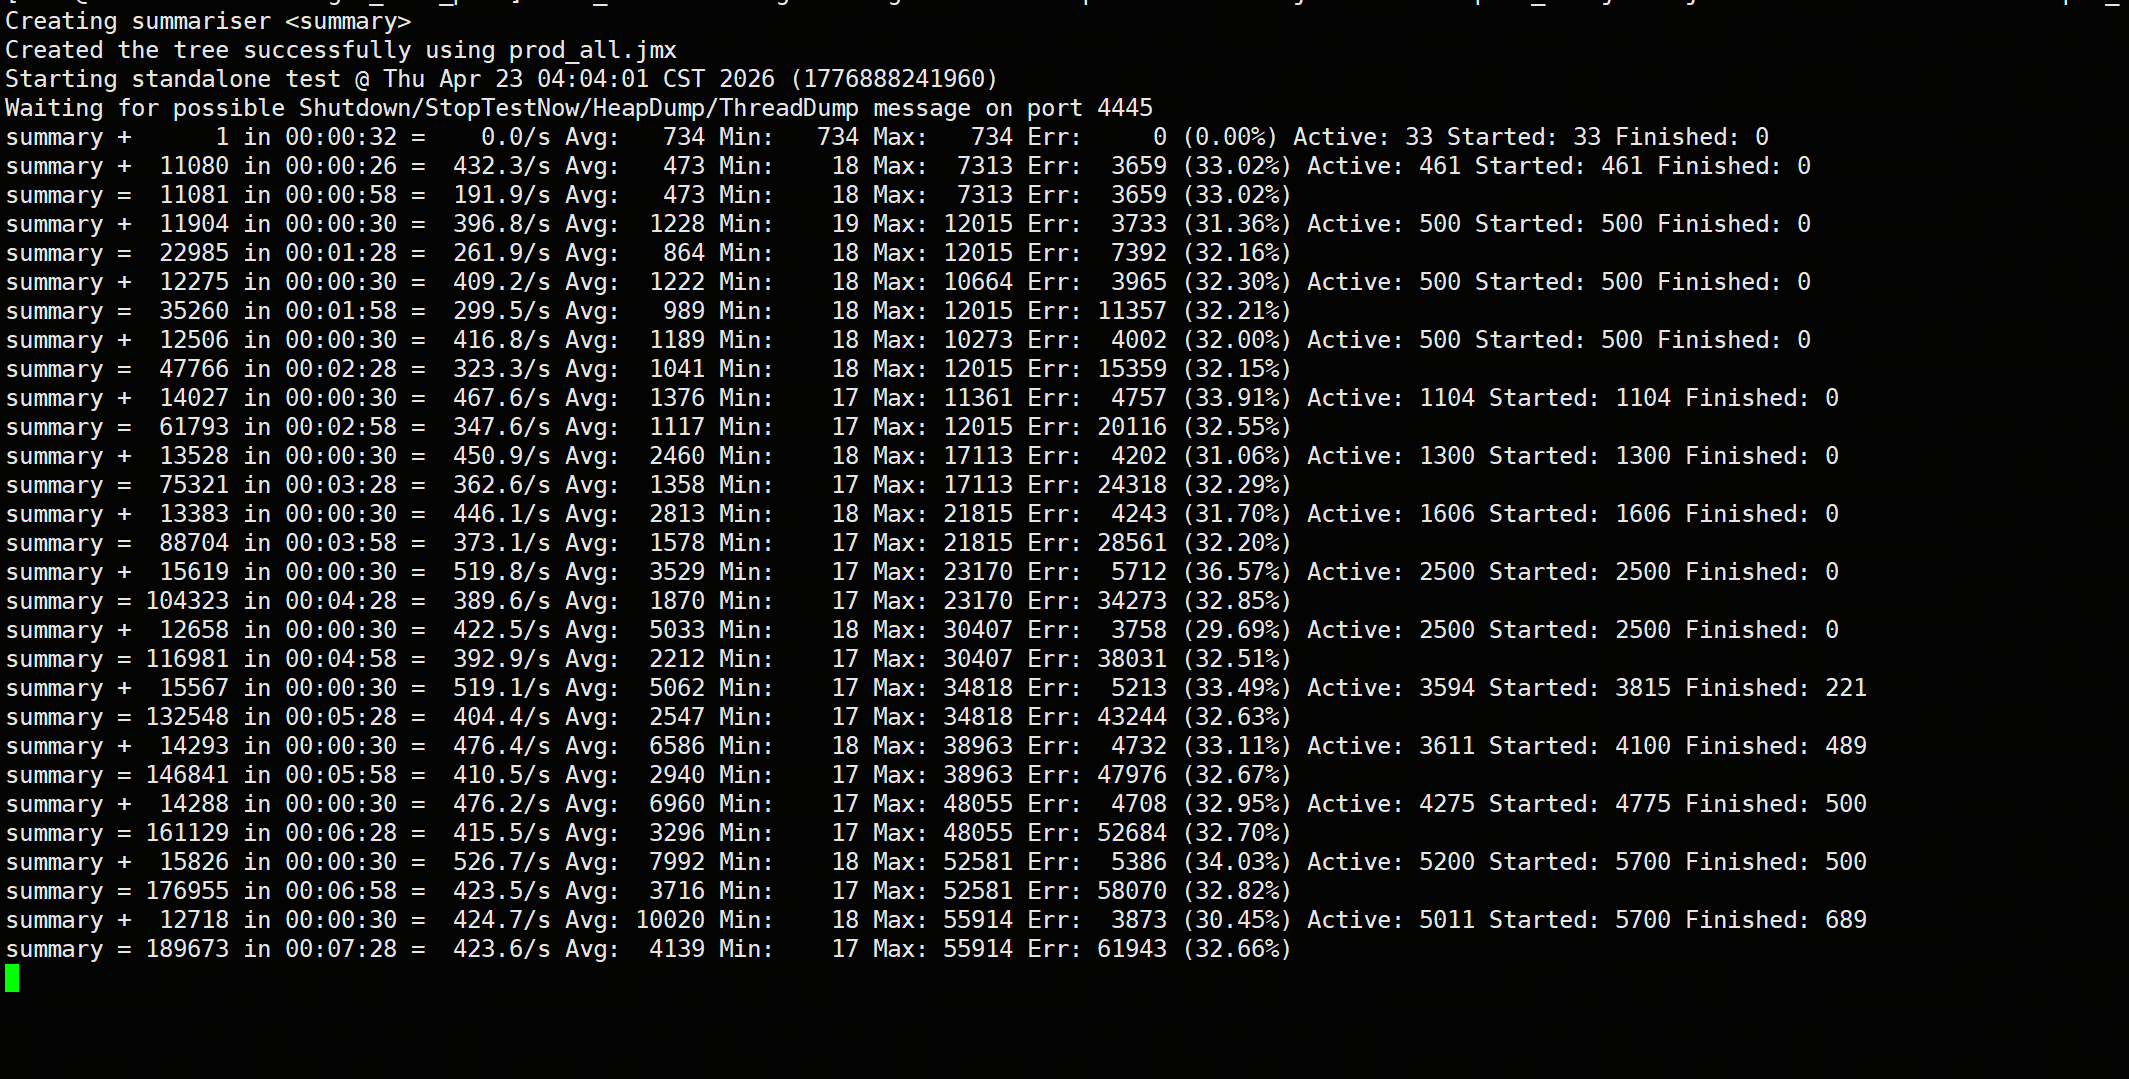 Creating summariser <summary>
Created the tree successfully using prod_all.jmx
Starting standalone test @ Thu Apr 23 04:04:01 CST 2026 (1776888241960)
Waiting for possible Shutdown/StopTestNow/HeapDump/ThreadDump message on port 4445
summary +      1 in 00:00:32 =    0.0/s Avg:   734 Min:   734 Max:   734 Err:     0 (0.00%) Active: 33 Started: 33 Finished: 0
summary +  11080 in 00:00:26 =  432.3/s Avg:   473 Min:    18 Max:  7313 Err:  3659 (33.02%) Active: 461 Started: 461 Finished: 0
summary =  11081 in 00:00:58 =  191.9/s Avg:   473 Min:    18 Max:  7313 Err:  3659 (33.02%)
summary +  11904 in 00:00:30 =  396.8/s Avg:  1228 Min:    19 Max: 12015 Err:  3733 (31.36%) Active: 500 Started: 500 Finished: 0
summary =  22985 in 00:01:28 =  261.9/s Avg:   864 Min:    18 Max: 12015 Err:  7392 (32.16%)
summary +  12275 in 00:00:30 =  409.2/s Avg:  1222 Min:    18 Max: 10664 Err:  3965 (32.30%) Active: 500 Started: 500 Finished: 0
summary =  35260 in 00:01:58 =  299.5/s Avg:   989 Min:    18 Max: 12015 Err: 11357 (32.21%)
summary +  12506 in 00:00:30 =  416.8/s Avg:  1189 Min:    18 Max: 10273 Err:  4002 (32.00%) Active: 500 Started: 500 Finished: 0
summary =  47766 in 00:02:28 =  323.3/s Avg:  1041 Min:    18 Max: 12015 Err: 15359 (32.15%)
summary +  14027 in 00:00:30 =  467.6/s Avg:  1376 Min:    17 Max: 11361 Err:  4757 (33.91%) Active: 1104 Started: 1104 Finished: 0
summary =  61793 in 00:02:58 =  347.6/s Avg:  1117 Min:    17 Max: 12015 Err: 20116 (32.55%)
summary +  13528 in 00:00:30 =  450.9/s Avg:  2460 Min:    18 Max: 17113 Err:  4202 (31.06%) Active: 1300 Started: 1300 Finished: 0
summary =  75321 in 00:03:28 =  362.6/s Avg:  1358 Min:    17 Max: 17113 Err: 24318 (32.29%)
summary +  13383 in 00:00:30 =  446.1/s Avg:  2813 Min:    18 Max: 21815 Err:  4243 (31.70%) Active: 1606 Started: 1606 Finished: 0
summary =  88704 in 00:03:58 =  373.1/s Avg:  1578 Min:    17 Max: 21815 Err: 28561 (32.20%)
summary +  15619 in 00:00:30 =  519.8/s Avg:  3529 Min:    17 Max: 23170 Err:  5712 (36.57%) Active: 2500 Started: 2500 Finished: 0
summary = 104323 in 00:04:28 =  389.6/s Avg:  1870 Min:    17 Max: 23170 Err: 34273 (32.85%)
summary +  12658 in 00:00:30 =  422.5/s Avg:  5033 Min:    18 Max: 30407 Err:  3758 (29.69%) Active: 2500 Started: 2500 Finished: 0
summary = 116981 in 00:04:58 =  392.9/s Avg:  2212 Min:    17 Max: 30407 Err: 38031 (32.51%)
summary +  15567 in 00:00:30 =  519.1/s Avg:  5062 Min:    17 Max: 34818 Err:  5213 (33.49%) Active: 3594 Started: 3815 Finished: 221
summary = 132548 in 00:05:28 =  404.4/s Avg:  2547 Min:    17 Max: 34818 Err: 43244 (32.63%)
summary +  14293 in 00:00:30 =  476.4/s Avg:  6586 Min:    18 Max: 38963 Err:  4732 (33.11%) Active: 3611 Started: 4100 Finished: 489
summary = 146841 in 00:05:58 =  410.5/s Avg:  2940 Min:    17 Max: 38963 Err: 47976 (32.67%)
summary +  14288 in 00:00:30 =  476.2/s Avg:  6960 Min:    17 Max: 48055 Err:  4708 (32.95%) Active: 4275 Started: 4775 Finished: 500
summary = 161129 in 00:06:28 =  415.5/s Avg:  3296 Min:    17 Max: 48055 Err: 52684 (32.70%)
summary +  15826 in 00:00:30 =  526.7/s Avg:  7992 Min:    18 Max: 52581 Err:  5386 (34.03%) Active: 5200 Started: 5700 Finished: 500
summary = 176955 in 00:06:58 =  423.5/s Avg:  3716 Min:    17 Max: 52581 Err: 58070 (32.82%)
summary +  12718 in 00:00:30 =  424.7/s Avg: 10020 Min:    18 Max: 55914 Err:  3873 (30.45%) Active: 5011 Started: 5700 Finished: 689
summary = 189673 in 00:07:28 =  423.6/s Avg:  4139 Min:    17 Max: 55914 Err: 61943 (32.66%)